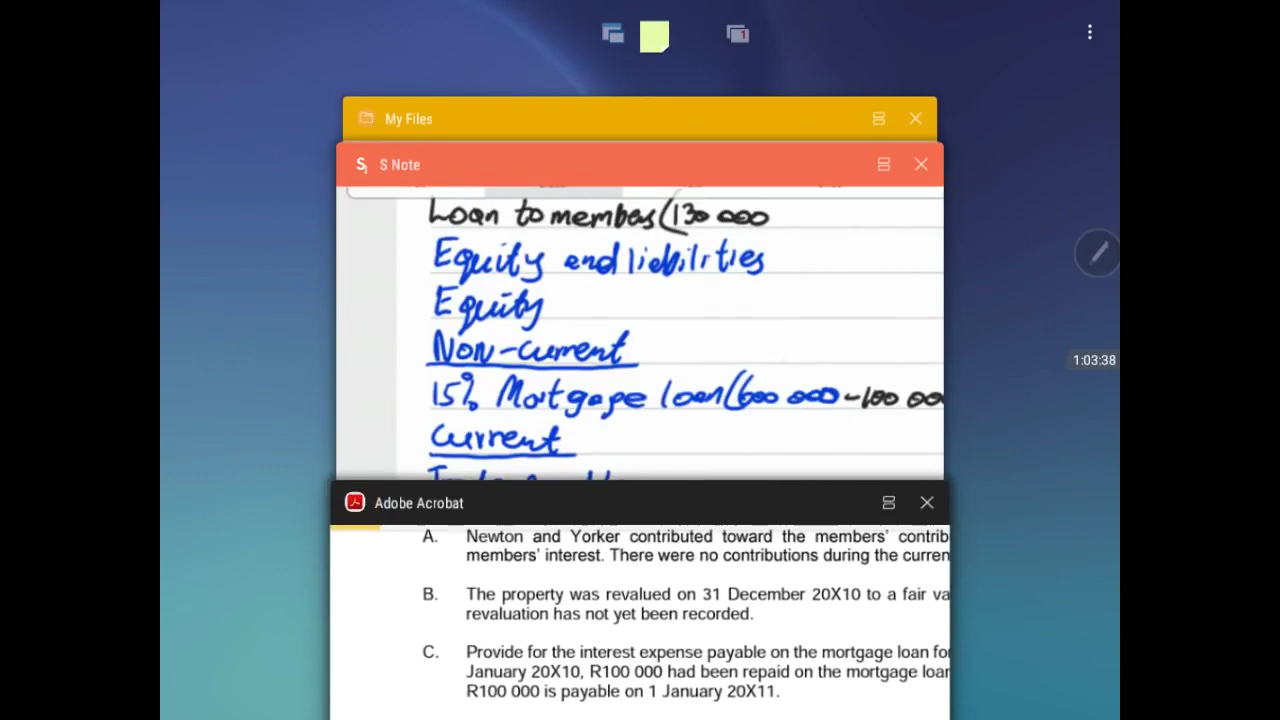 1
My Files
S Note
Loan to members(130 000
Equity and liabilities
Equity
Non-current
15% Mortgage loan(600 000-100 000
Current
1:03:38
Adobe Acrobat
A. Newton and Yorker contributed toward the members' contrib
members' interest. There were no contributions during the curren
B. The property was revalued on 31 December 20X10 to a fair va
revaluation has not yet been recorded.
C. Provide for the interest expense payable on the mortgage loan fo
January 20X10, R100 000 had been repaid on the mortgage loan
R100 000 is payable on 1 January 20X11.